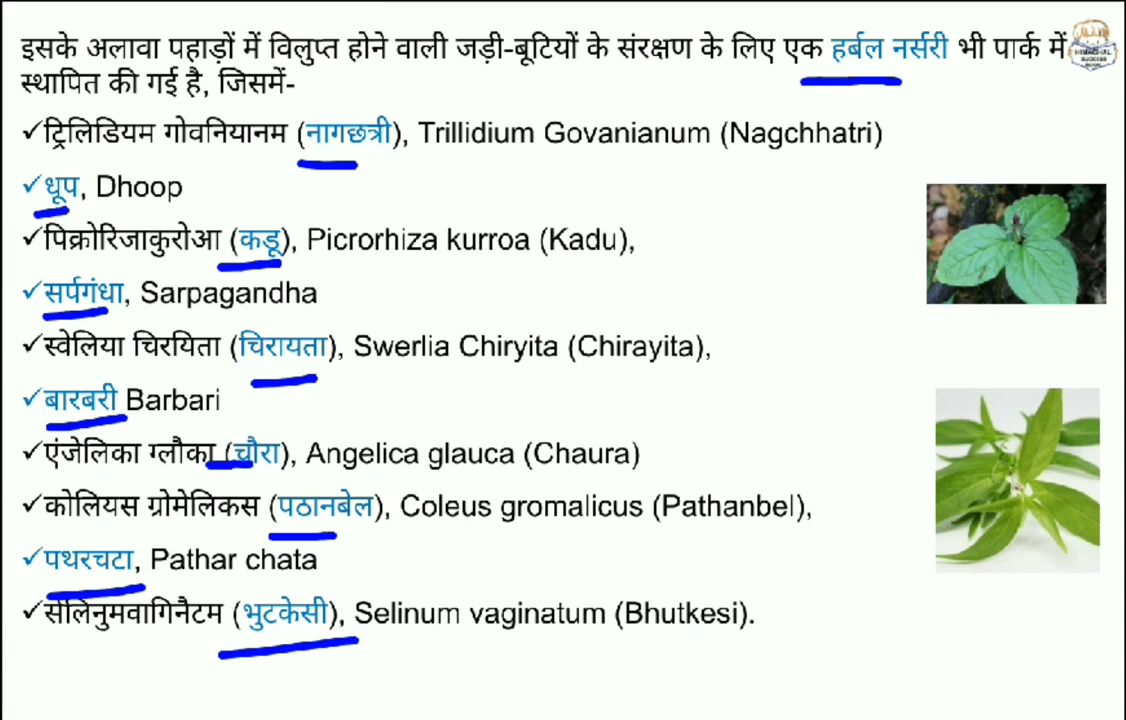 इसके अलावा पहाड़ों में विलुप्त होने वाली जड़ी-बूटियों के संरक्षण के लिए एक हर्बल नर्सरी भी पार्क में
स्थापित की गई है, जिसमें-
✓ट्रिलिडियम गोवनियानम (नागछत्री), Trillidium Govanianum (Nagchhatri)
✓धूप, Dhoop
✓पिक्रोरिजाकुरोआ (कडू), Picrorhiza kurroa (Kadu),
✓सर्पगंधा, Sarpagandha
✓स्वेलिया चिरयिता (चिरायता), Swerlia Chiryita (Chirayita),
✓बारबरी Barbari
✓एंजेलिका ग्लौका (चौरा), Angelica glauca (Chaura)
✓कोलियस ग्रोमेलिकस (पठानबेल), Coleus gromalicus (Pathanbel),
✓पथरचटा, Pathar chata
✓सेलिनुमवागिनैटम (भुटकेसी), Selinum vaginatum (Bhutkesi).
HIMACHAL
SUCCESS